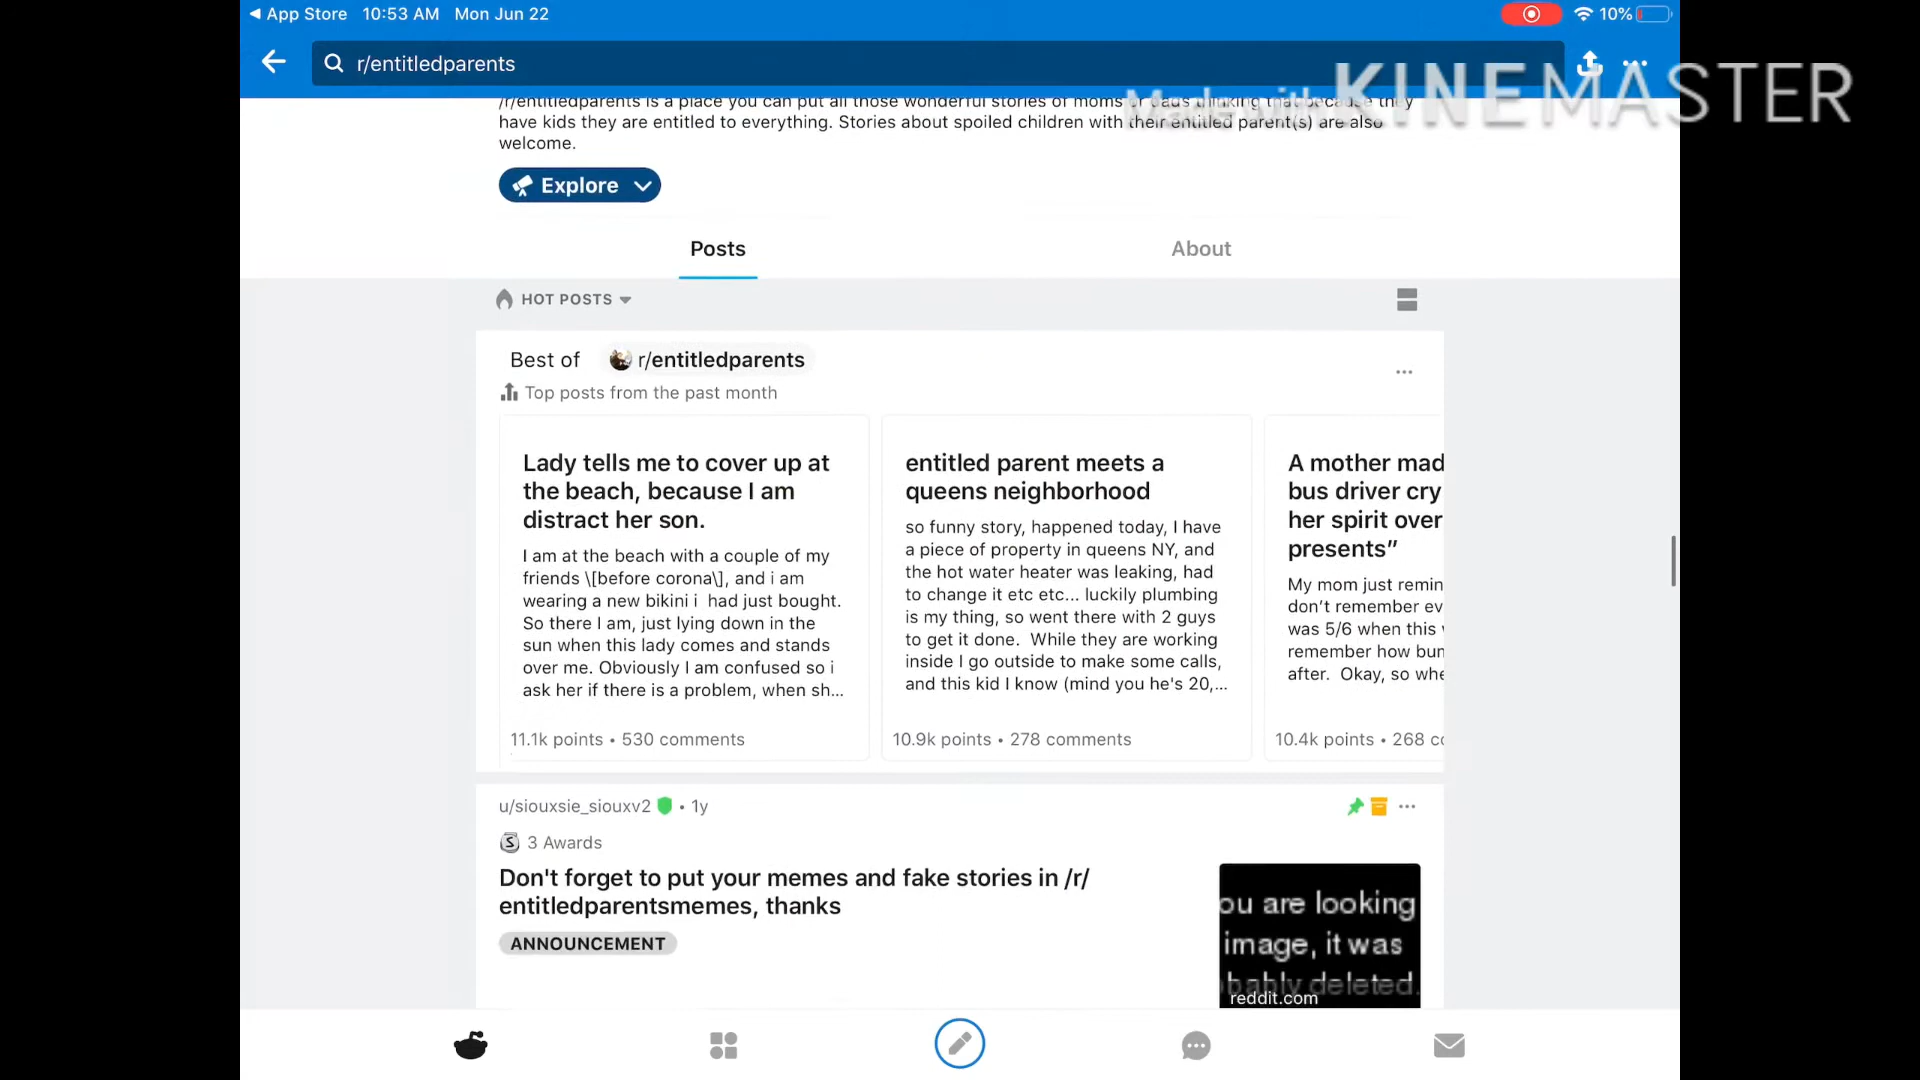 App Store 10:53 AM Mon Jun 22
10%
r/entitledparents
Made with KINEMASTER
/r/entitledparents is a place you can put all those wonderful stories of moms or dads thinking that because they
have kids they are entitled to everything. Stories about spoiled children with their entitled parent(s) are also
welcome.
Explore
Posts
About
HOT POSTS
Best of r/entitledparents
Top posts from the past month
Lady tells me to cover up at
the beach, because I am
distract her son.
I am at the beach with a couple of my
friends \[before corona\], and i am
wearing a new bikini i had just bought.
So there I am, just lying down in the
sun when this lady comes and stands
over me. Obviously I am confused so i
ask her if there is a problem, when sh...
11.1k points • 530 comments
entitled parent meets a
queens neighborhood
so funny story, happened today, I have
a piece of property in queens NY, and
the hot water heater was leaking, had
to change it etc etc... luckily plumbing
is my thing, so went there with 2 guys
to get it done. While they are working
inside I go outside to make some calls,
and this kid I know (mind you he's 20,...
10.9k points • 278 comments
A mother mad
bus driver cry
her spirit over
presents”
My mom just remin
don’t remember ev
was 5/6 when this
remember how bun
after. Okay, so whe
10.4k points • 268 co
u/siouxsie_siouxv2 • 1y
3 Awards
Don't forget to put your memes and fake stories in /r/
entitledparentsmemes, thanks
ANNOUNCEMENT
ou are looking
image, it was
bably deleted.
reddit.com